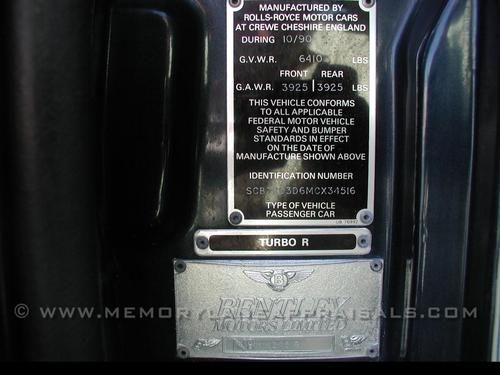 MANUFACTURED BY
ROLLS-ROYCE MOTOR CARS
AT CREWE CHESHIRE ENGLAND
DURING 10/90
G.V.W.R. 6410 LBS
FRONT REAR
G.A.W.R. 3925 3925 LBS
THIS VEHICLE CONFORMS
TO ALL APPLICABLE
FEDERAL MOTOR VEHICLE
SAFETY AND BUMPER
STANDARDS IN EFFECT
ON THE DATE OF
MANUFACTURE SHOWN ABOVE
IDENTIFICATION NUMBER
TYPE OF VEHICLE
PASSENGER CAR
TURBO R
B
BENTLEY
MOTORS LIMITED
© WWW.MEMORYLANEAPPRAISALS.COM